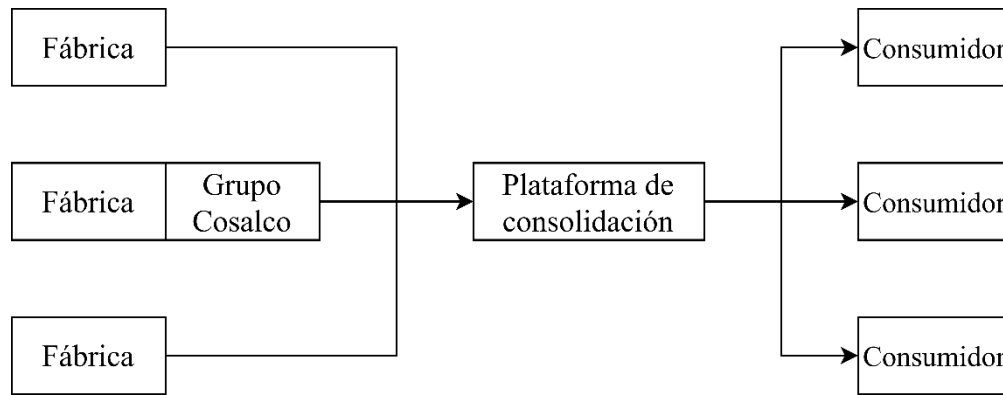 Fábrica
Consumidor
Fábrica
Grupo
Cosalco
Plataforma de
consolidación
Consumidor
Fábrica
Consumidor